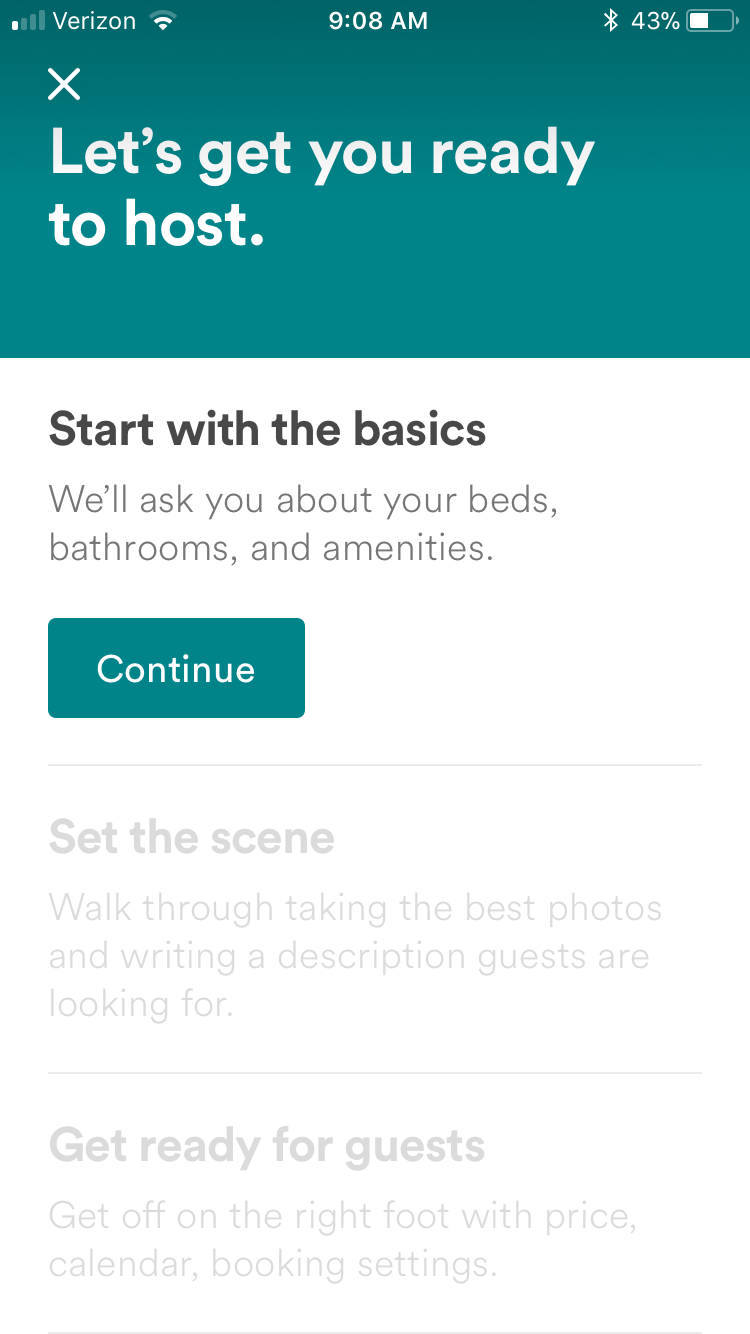 Verizon 9:08 AM 43%
Let’s get you ready
to host.
Start with the basics
We’ll ask you about your beds,
bathrooms, and amenities.
Continue
Set the scene
Walk through taking the best photos
and writing a description guests are
looking for.
Get ready for guests
Get off on the right foot with price,
calendar, booking settings.